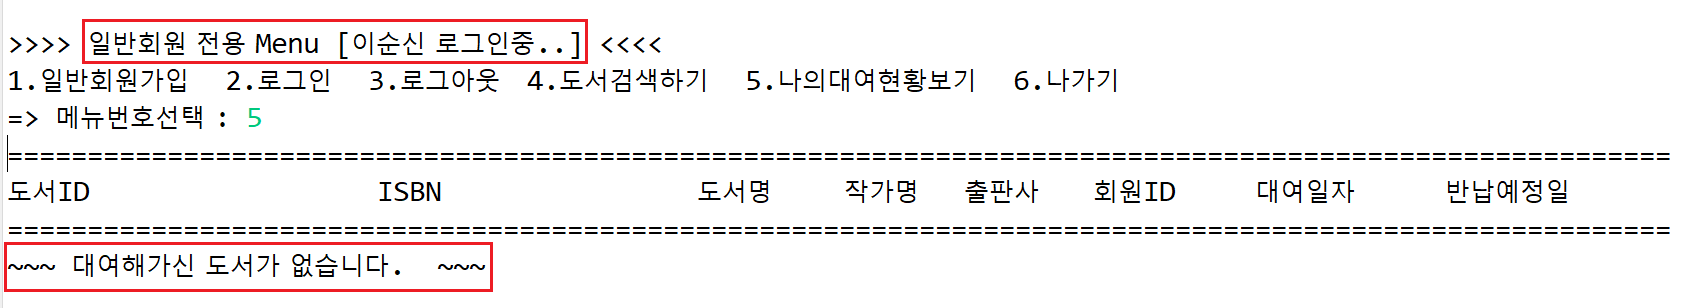 >>>> 일반회원 전용 Menu [이순신 로그인중..] <<<<
1.일반회원가입 2.로그인 3.로그아웃 4.도서검색하기 5.나의대여현황보기 6.나가기
=> 메뉴번호선택 : 5
========================================================================================================
도서ID ISBN 도서명 작가명 출판사 회원ID 대여일자 반납예정일
========================================================================================================
~~~ 대여해가신 도서가 없습니다. ~~~